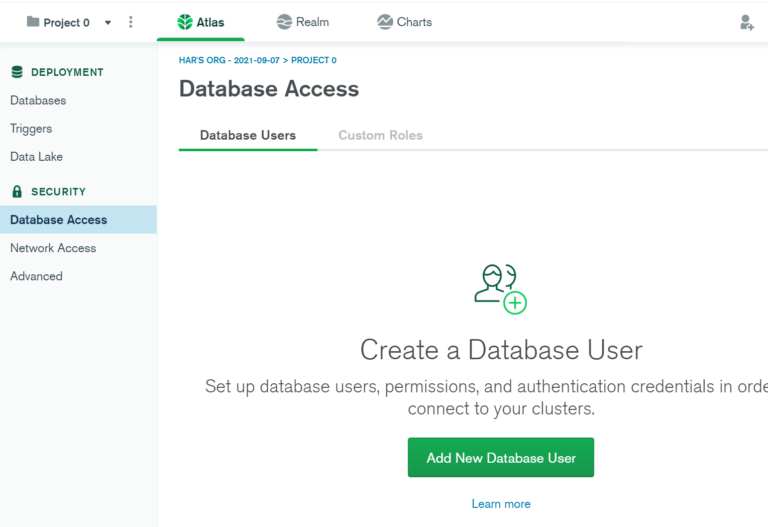 Project 0
Atlas
Realm
Charts
DEPLOYMENT
Databases
Triggers
Data Lake
SECURITY
Database Access
Network Access
Advanced
HAR'S ORG - 2021-09-07 > PROJECT 0
Database Access
Database Users
Custom Roles
Create a Database User
Set up database users, permissions, and authentication credentials in orde
connect to your clusters.
Add New Database User
Learn more